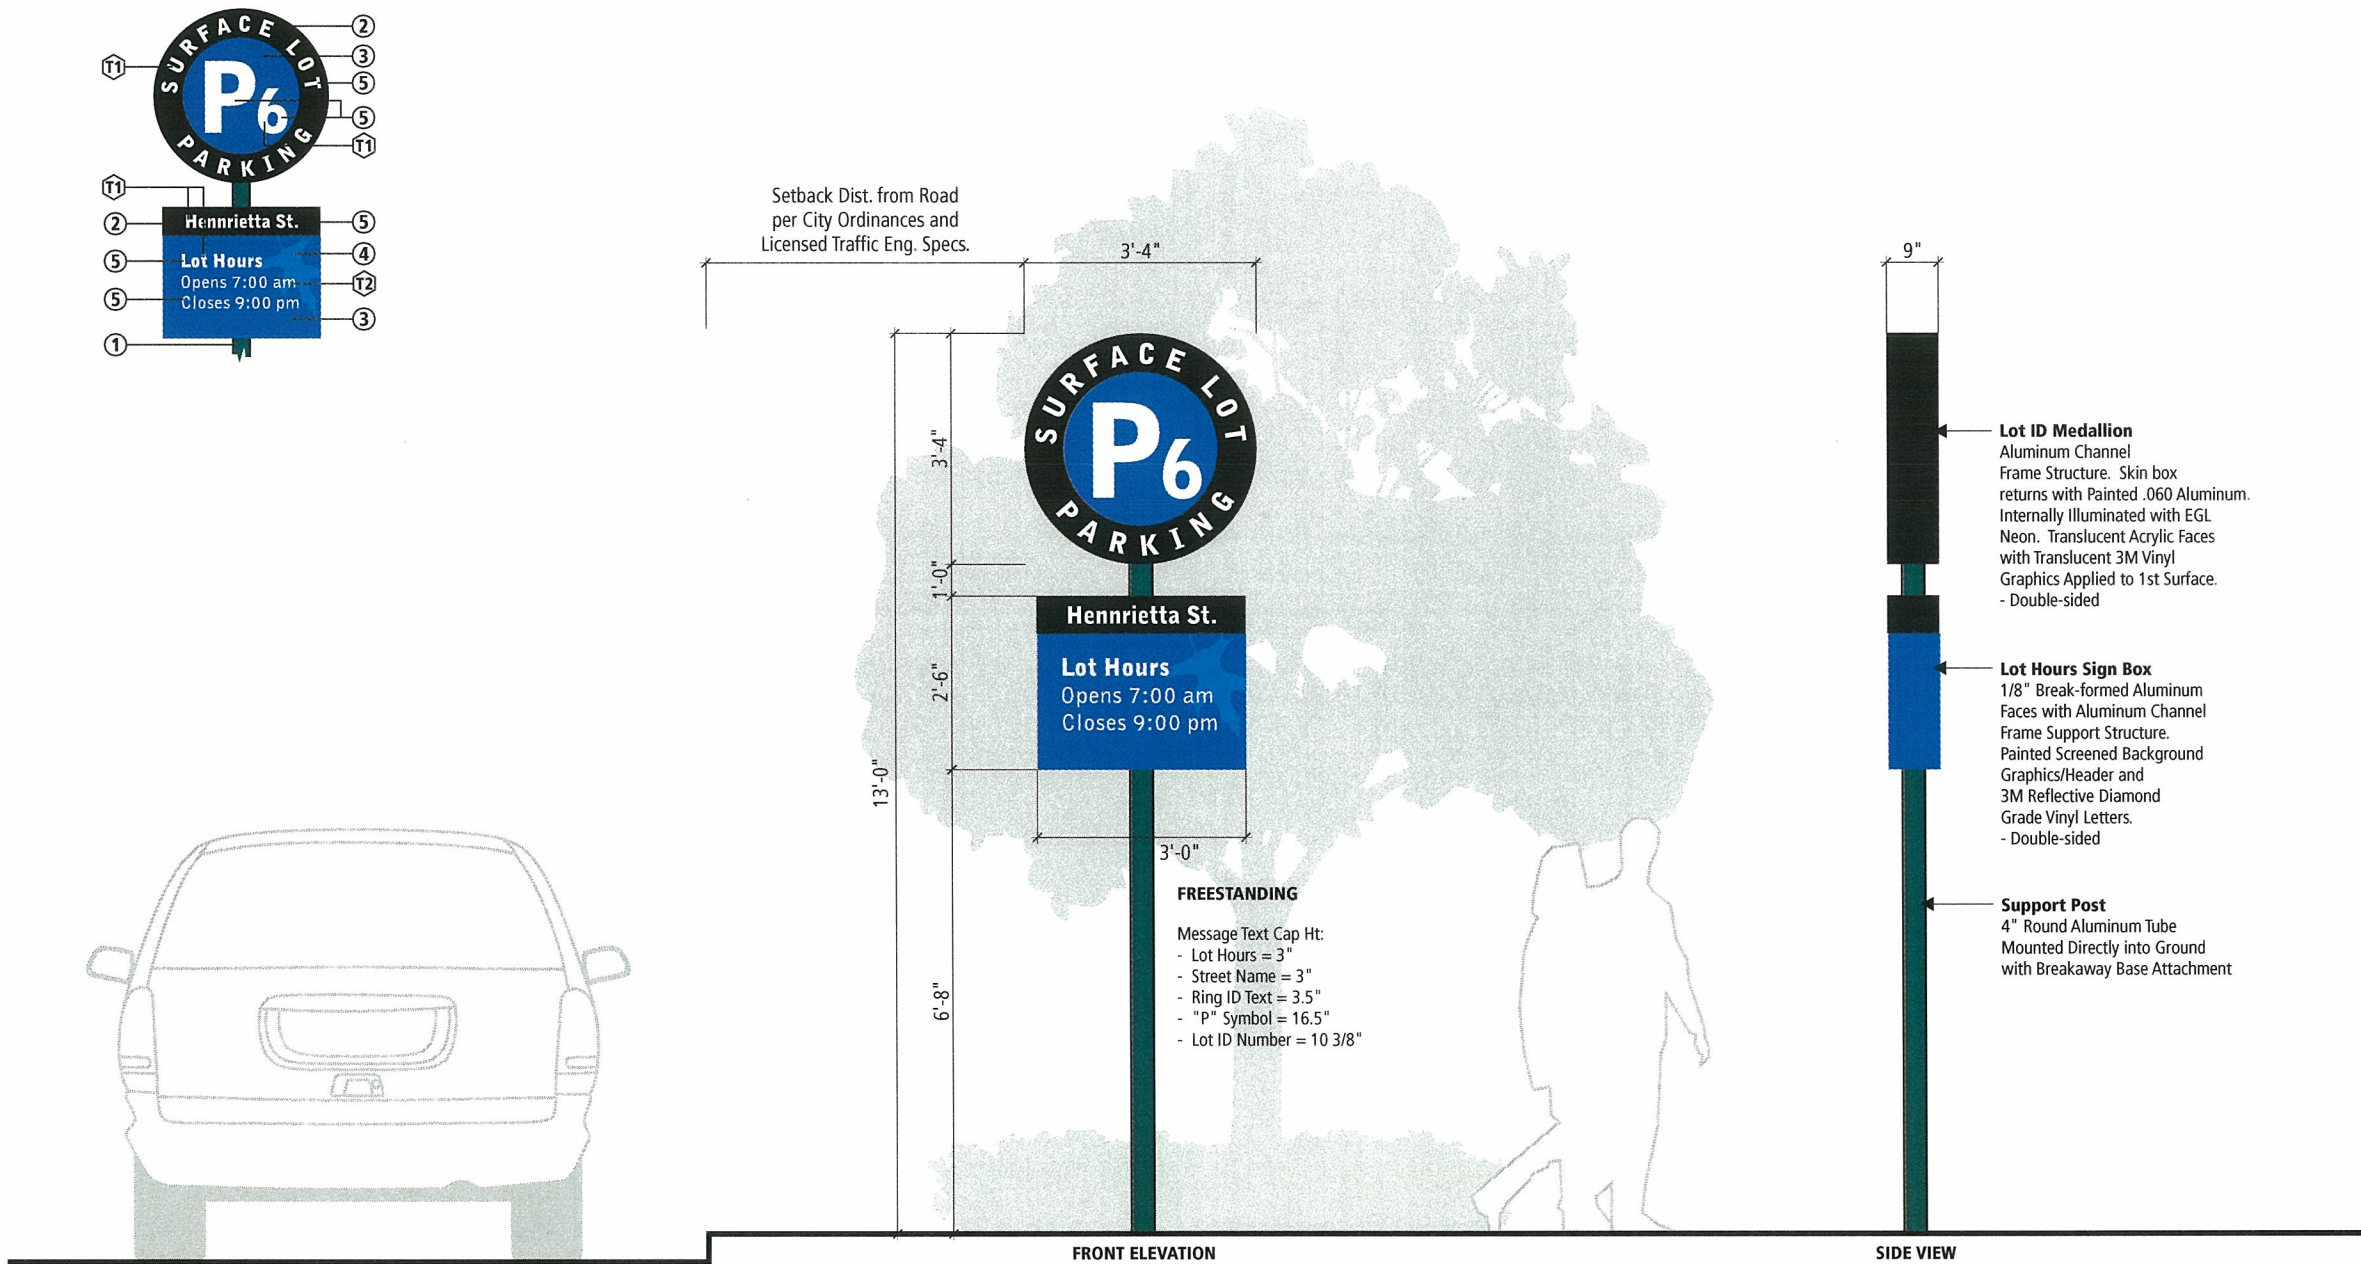 SURFACE LOT
P6
PARKING
Hennrietta St.
Lot Hours
Opens 7:00 am
Closes 9:00 pm
T1
T1
2
5
5
1
2
3
5
5
T1
5
4
T2
3
Setback Dist. from Road
per City Ordinances and
Licensed Traffic Eng. Specs.
3'-4"
13'-0"
3'-4"
1'-0"
2'-6"
6'-8"
SURFACE LOT
P6
PARKING
Hennrietta St.
Lot Hours
Opens 7:00 am
Closes 9:00 pm
3'-0"
FREESTANDING
Message Text Cap Ht:
- Lot Hours = 3"
- Street Name = 3"
- Ring ID Text = 3.5"
- "P" Symbol = 16.5"
- Lot ID Number = 10 3/8"
FRONT ELEVATION
9"
Lot ID Medallion
Aluminum Channel
Frame Structure. Skin box
returns with Painted .060 Aluminum.
Internally Illuminated with EGL
Neon. Translucent Acrylic Faces
with Translucent 3M Vinyl
Graphics Applied to 1st Surface.
- Double-sided
Lot Hours Sign Box
1/8" Break-formed Aluminum
Faces with Aluminum Channel
Frame Support Structure.
Painted Screened Background
Graphics/Header and
3M Reflective Diamond
Grade Vinyl Letters.
- Double-sided
Support Post
4" Round Aluminum Tube
Mounted Directly into Ground
with Breakaway Base Attachment
SIDE VIEW